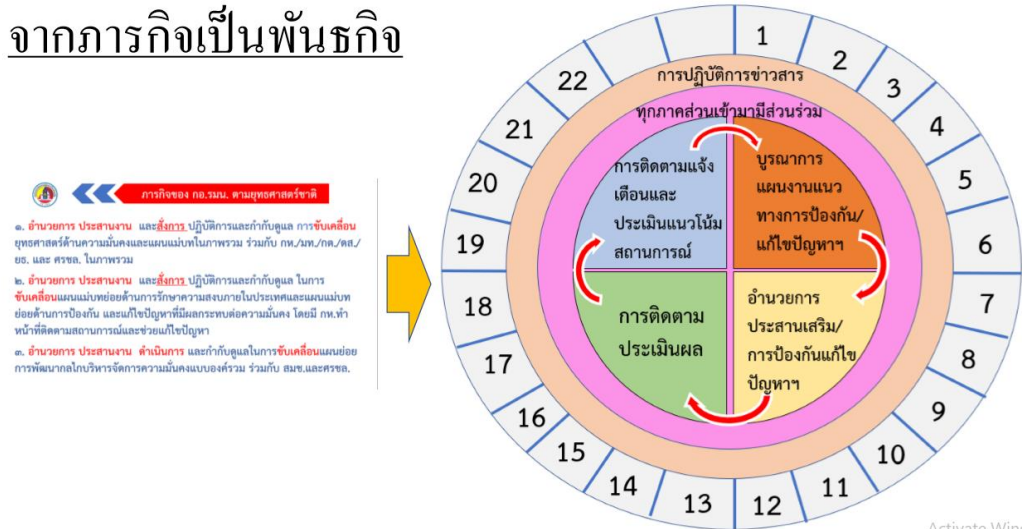 จากภารกิจเป็นพันธกิจ
ภารกิจของ กอ.รมน. ตามยุทธศาสตร์ชาติ
๑. อำนวยการ ประสานงาน และสั่งการ ปฏิบัติการและกำกับดูแล การขับเคลื่อน
ยุทธศาสตร์ด้านความมั่นคงและแผนแม่บทในภาพรวม ร่วมกับ กห./มท./กต./ตส./
ยธ. และ ศรชล. ในภาพรวม
๒. อำนวยการ ประสานงาน และสั่งการ ปฏิบัติการและกำกับดูแล ในการ
ขับเคลื่อนแผนแม่บทย่อยด้านการรักษาความสงบภายในประเทศและแผนแม่บท
ย่อยด้านการป้องกัน และแก้ไขปัญหาที่มีผลกระทบต่อความมั่นคง โดยมี กห.ทำ
หน้าที่ติดตามสถานการณ์และช่วยแก้ไขปัญหา
๓. อำนวยการ ประสานงาน ดำเนินการ และกำกับดูแลในการขับเคลื่อนแผนย่อย
การพัฒนากลไกบริหารจัดการความมั่นคงแบบองค์รวม ร่วมกับ สมช.และศรชล.
การปฏิบัติการข่าวสาร
ทุกภาคส่วนเข้ามามีส่วนร่วม
การติดตามแจ้ง
เตือนและ
ประเมินแนวโน้ม
สถานการณ์
บูรณาการ
แผนงานแนว
ทางการป้องกัน/
แก้ไขปัญหาฯ
อำนวยการ
ประสานเสริม/
การป้องกันแก้ไข
ปัญหาฯ
การติดตาม
ประเมินผล
1
2
3
4
5
6
7
8
9
10
11
12
13
14
15
16
17
18
19
20
21
22